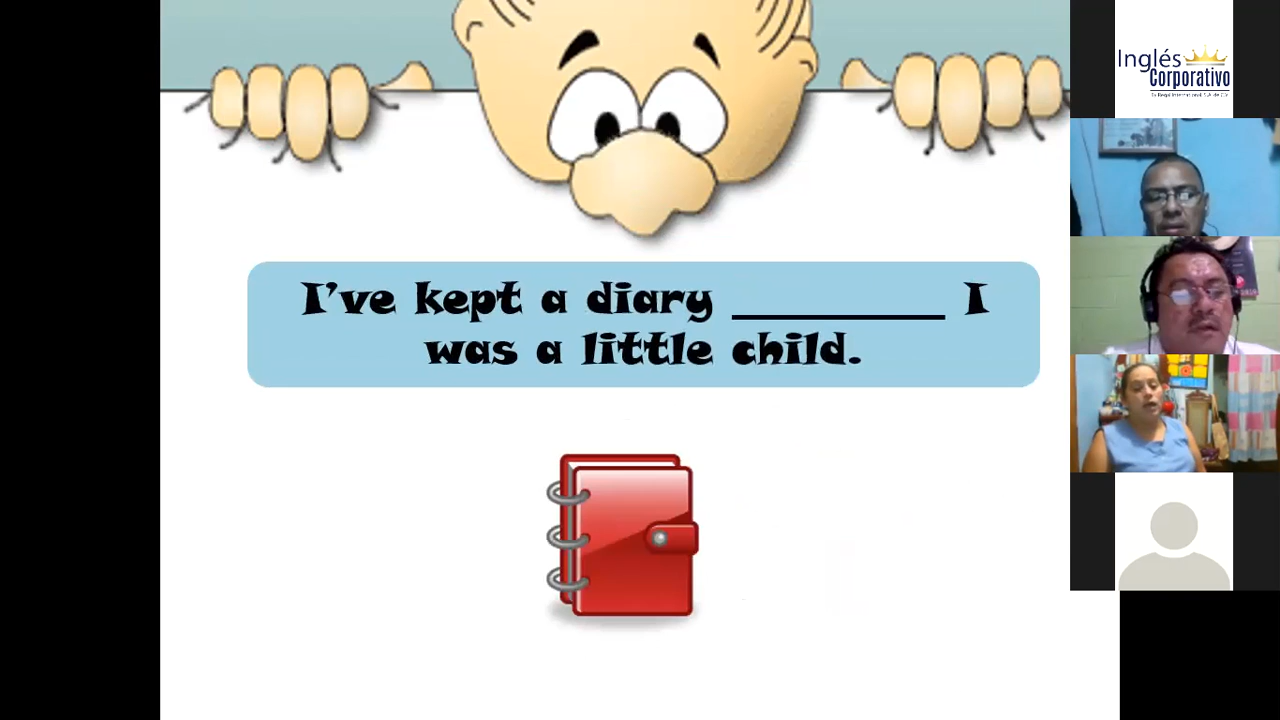 I've kept a diary __________ I
was a little child.
Inglés
Corporativo